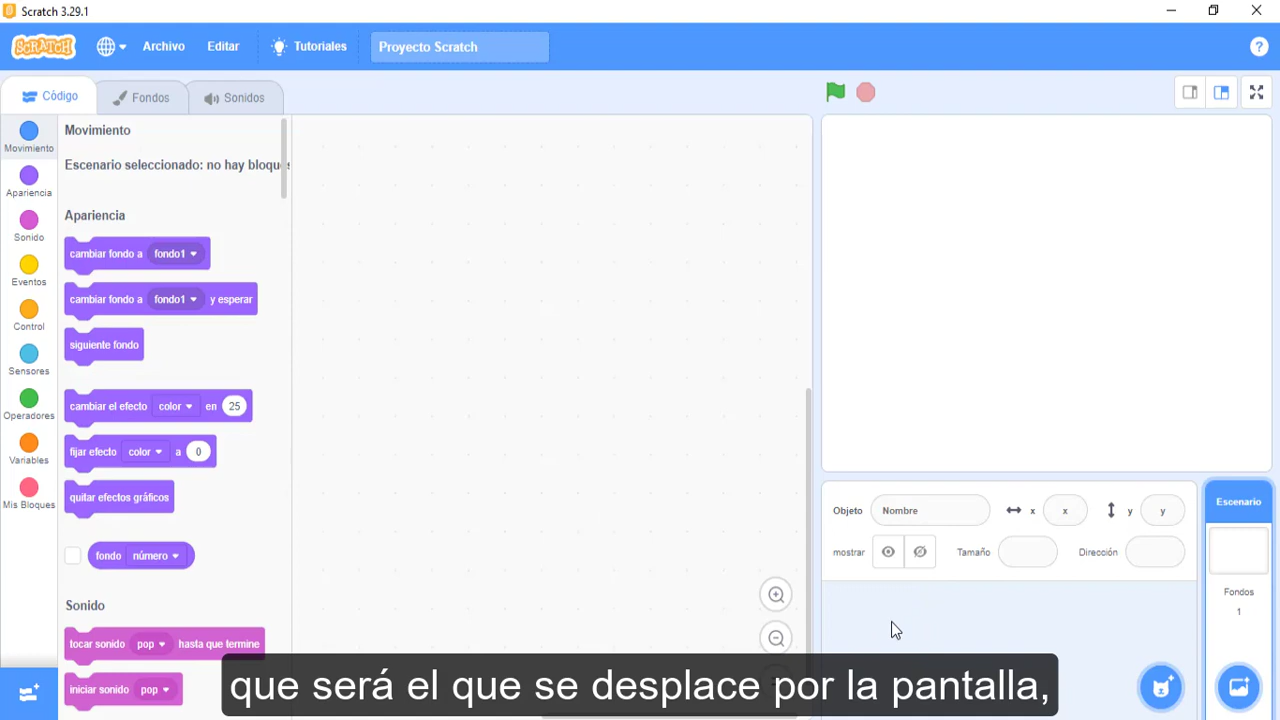 Scratch 3.29.1
SCRATCH
Archivo
Editar
Tutoriales
Proyecto Scratch
?
Código
Fondos
Sonidos
Movimiento
Apariencia
Sonido
Eventos
Control
Sensores
Operadores
Variables
Mis Bloques
Movimiento
Escenario seleccionado: no hay bloque
Apariencia
cambiar fondo a fondo1
cambiar fondo a fondo1 y esperar
siguiente fondo
cambiar el efecto color en 25
fijar efecto color a 0
quitar efectos gráficos
fondo número
Sonido
tocar sonido pop hasta que termine
iniciar sonido pop
Objeto Nombre x x y y
mostrar Tamaño Dirección
Escenario
Fondos
1
que será el que se desplace por la pantalla,